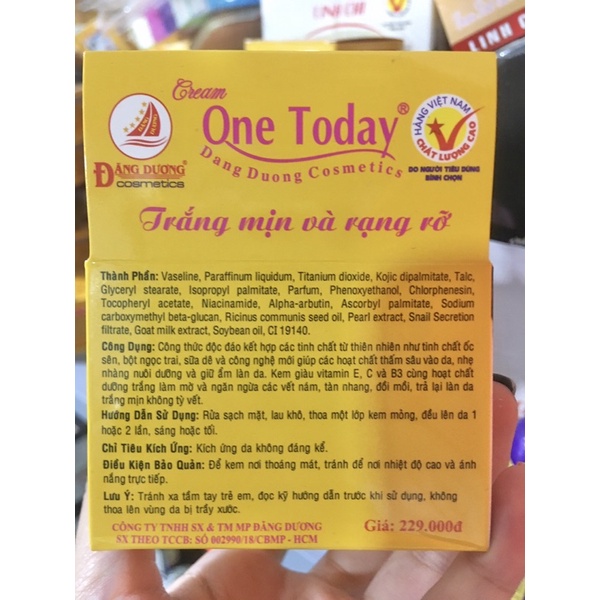 LINH CH
Cream
One Today®
Dang Duong Cosmetics
ĐĂNG DƯƠNG
ĐĂNG DƯƠNG
cosmetics
HÀNG VIỆT NAM
CHẤT LƯỢNG CAO
DO NGƯỜI TIÊU DÙNG
BÌNH CHỌN
Trắng mịn và rạng rỡ
Thành Phần: Vaseline, Paraffinum liquidum, Titanium dioxide, Kojic dipalmitate, Talc,
Glyceryl stearate, Isopropyl palmitate, Parfum, Phenoxyethanol, Chlorphenesin,
Tocopheryl acetate, Niacinamide, Alpha-arbutin, Ascorbyl palmitate, Sodium
carboxymethyl beta-glucan, Ricinus communis seed oil, Pearl extract, Snail Secretion
filtrate, Goat milk extract, Soybean oil, CI 19140.
Công Dụng: Công thức độc đáo kết hợp các tinh chất từ thiên nhiên như tinh chất ốc
sên, bột ngọc trai, sữa dê và công nghệ mới giúp các hoạt chất thấm sâu vào da, nhẹ
nhàng nuôi dưỡng và giữ ẩm làn da. Kem giàu vitamin E, C và B3 cùng hoạt chất
dưỡng trắng làm mờ và ngăn ngừa các vết nám, tàn nhang, đồi mồi, trả lại làn da
trắng mịn không tỳ vết.
Hướng Dẫn Sử Dụng: Rửa sạch mặt, lau khô, thoa một lớp kem mỏng, đều lên da 1
hoặc 2 lần, sáng hoặc tối.
Chỉ Tiêu Kích Ứng: Kích ứng da không đáng kể.
Điều Kiện Bảo Quản: Để kem nơi thoáng mát, tránh để nơi nhiệt độ cao và ánh
nắng trực tiếp.
Lưu Ý: Tránh xa tầm tay trẻ em, đọc kỹ hướng dẫn trước khi sử dụng, không
thoa lên vùng da bị trầy xước.
CÔNG TY TNHH SX & TM MP ĐĂNG DƯƠNG
SX THEO TCCB: SỐ 002990/18/CBMP - HCM
Giá: 229.000đ